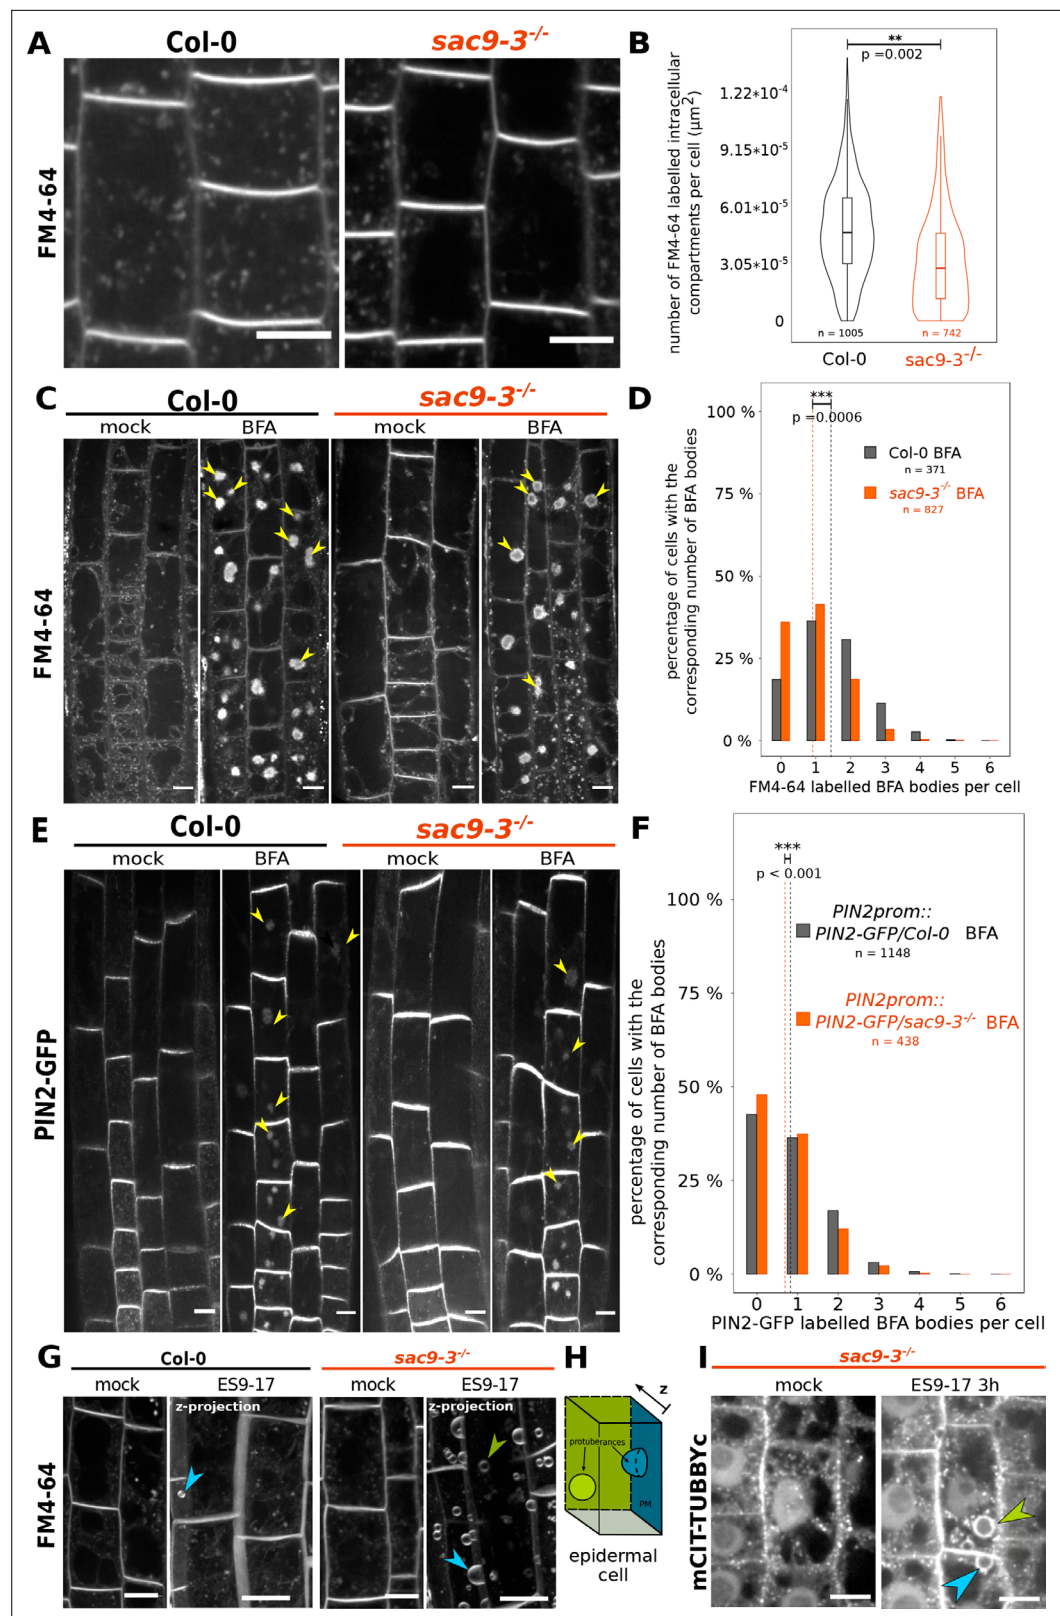 A
Col-0
sac9-3-/-
FM4-64
B
number of FM4-64 labelled intracellular
compartments per cell (µm2)
**
p =0.002
1.22*10-4
9.15*10-5
6.01*10-5
3.05*10-5
0
n = 1005
n = 742
Col-0
sac9-3-/-
C
Col-0
sac9-3-/-
mock
BFA
mock
BFA
FM4-64
D
percentage of cells with the
corresponding number of BFA bodies
100 %
75 %
50 %
25 %
0 %
***
p =0.0006
Col-0 BFA
n = 371
sac9-3-/- BFA
n = 827
0 1 2 3 4 5 6
FM4-64 labelled BFA bodies per cell
E
Col-0
sac9-3-/-
mock
BFA
mock
BFA
PIN2-GFP
F
percentage of cells with the
corresponding number of BFA bodies
100 %
75 %
50 %
25 %
0 %
***
p < 0.001
PIN2prom::
PIN2-GFP/Col-0 BFA
n = 1148
PIN2prom::
PIN2-GFP/sac9-3-/- BFA
n = 438
0 1 2 3 4 5 6
PIN2-GFP labelled BFA bodies per cell
G
Col-0
sac9-3-/-
mock
ES9-17
mock
ES9-17
z-projection
z-projection
FM4-64
H
z
protuberances
PM
epidermal
cell
I
sac9-3-/-
mock
ES9-17 3h
mCIT-TUBBYc